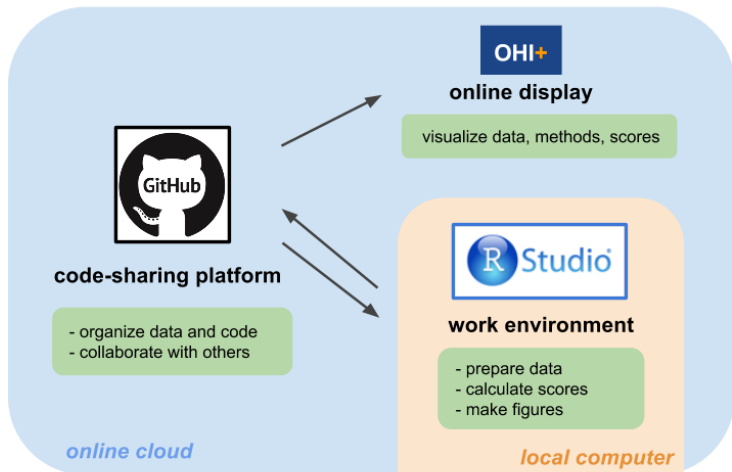 OHI+
online display
visualize data, methods, scores
GitHub
code-sharing platform
- organize data and code
- collaborate with others
R Studio®
work environment
- prepare data
- calculate scores
- make figures
online cloud
local computer